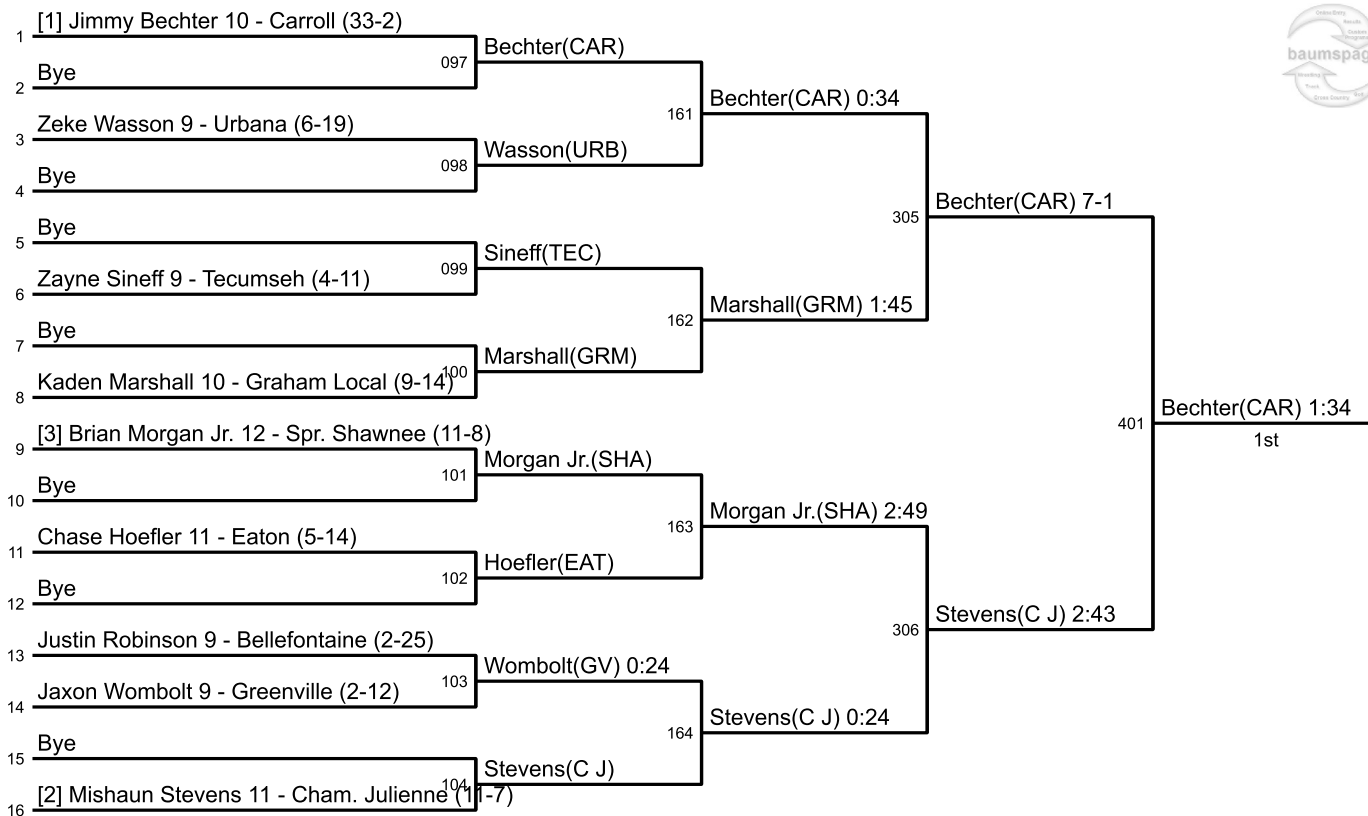 1 [1] Jimmy Bechter 10 - Carroll (33-2)
2 Bye
3 Zeke Wasson 9 - Urbana (6-19)
4 Bye
5 Bye
6 Zayne Sineff 9 - Tecumseh (4-11)
7 Bye
8 Kaden Marshall 10 - Graham Local (9-14)
9 [3] Brian Morgan Jr. 12 - Spr. Shawnee (11-8)
10 Bye
11 Chase Hoefler 11 - Eaton (5-14)
12 Bye
13 Justin Robinson 9 - Bellefontaine (2-25)
14 Jaxon Wombolt 9 - Greenville (2-12)
15 Bye
16 [2] Mishaun Stevens 11 - Cham. Julienne (11-7)
097 Bechter(CAR)
098 Wasson(URB)
099 Sineff(TEC)
100 Marshall(GRM)
101 Morgan Jr.(SHA)
102 Hoefler(EAT)
103 Wombolt(GV) 0:24
104 Stevens(C J)
161 Bechter(CAR) 0:34
162 Marshall(GRM) 1:45
163 Morgan Jr.(SHA) 2:49
164 Stevens(C J) 0:24
305 Bechter(CAR) 7-1
306 Stevens(C J) 2:43
401 Bechter(CAR) 1:34
1st
baumspag
Cross Country